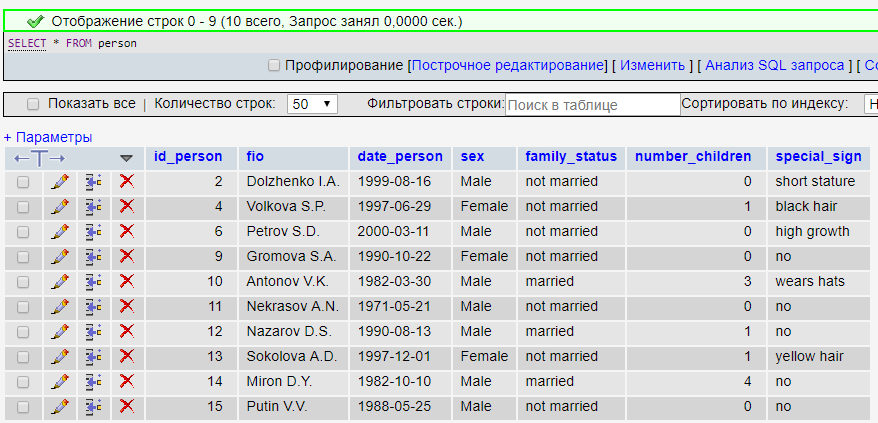 Отображение строк 0 - 9 (10 всего, Запрос занял 0,0000 сек.)
SELECT * FROM person
Профилирование [Построчное редактирование] [ Изменить ] [ Анализ SQL запроса ] [ Со
Показать все | Количество строк: 50 Фильтровать строки: Поиск в таблице Сортировать по индексу: Н
+ Параметры
←T→ id_person fio date_person sex family_status number_children special_sign
2 Dolzhenko I.A. 1999-08-16 Male not married 0 short stature
4 Volkova S.P. 1997-06-29 Female not married 1 black hair
6 Petrov S.D. 2000-03-11 Male not married 0 high growth
9 Gromova S.A. 1990-10-22 Female not married 0 no
10 Antonov V.K. 1982-03-30 Male married 3 wears hats
11 Nekrasov A.N. 1971-05-21 Male not married 0 no
12 Nazarov D.S. 1990-08-13 Male married 1 no
13 Sokolova A.D. 1997-12-01 Female not married 1 yellow hair
14 Miron D.Y. 1982-10-10 Male married 4 no
15 Putin V.V. 1988-05-25 Male not married 0 no